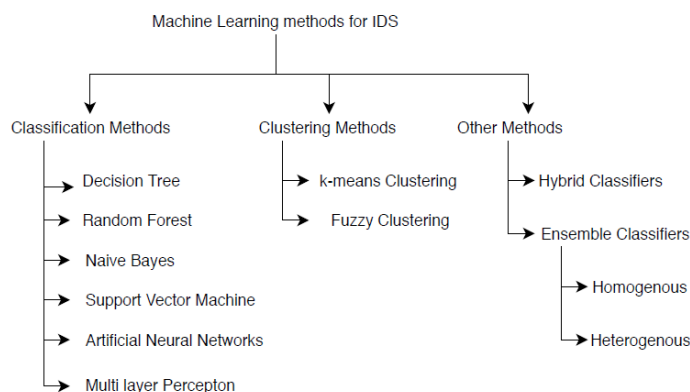 Machine Learning methods for IDS
Classification Methods
Clustering Methods
Other Methods
Decision Tree
Random Forest
Naive Bayes
Support Vector Machine
Artificial Neural Networks
Multi layer Percepton
k-means Clustering
Fuzzy Clustering
Hybrid Classifiers
Ensemble Classifiers
Homogenous
Heterogenous